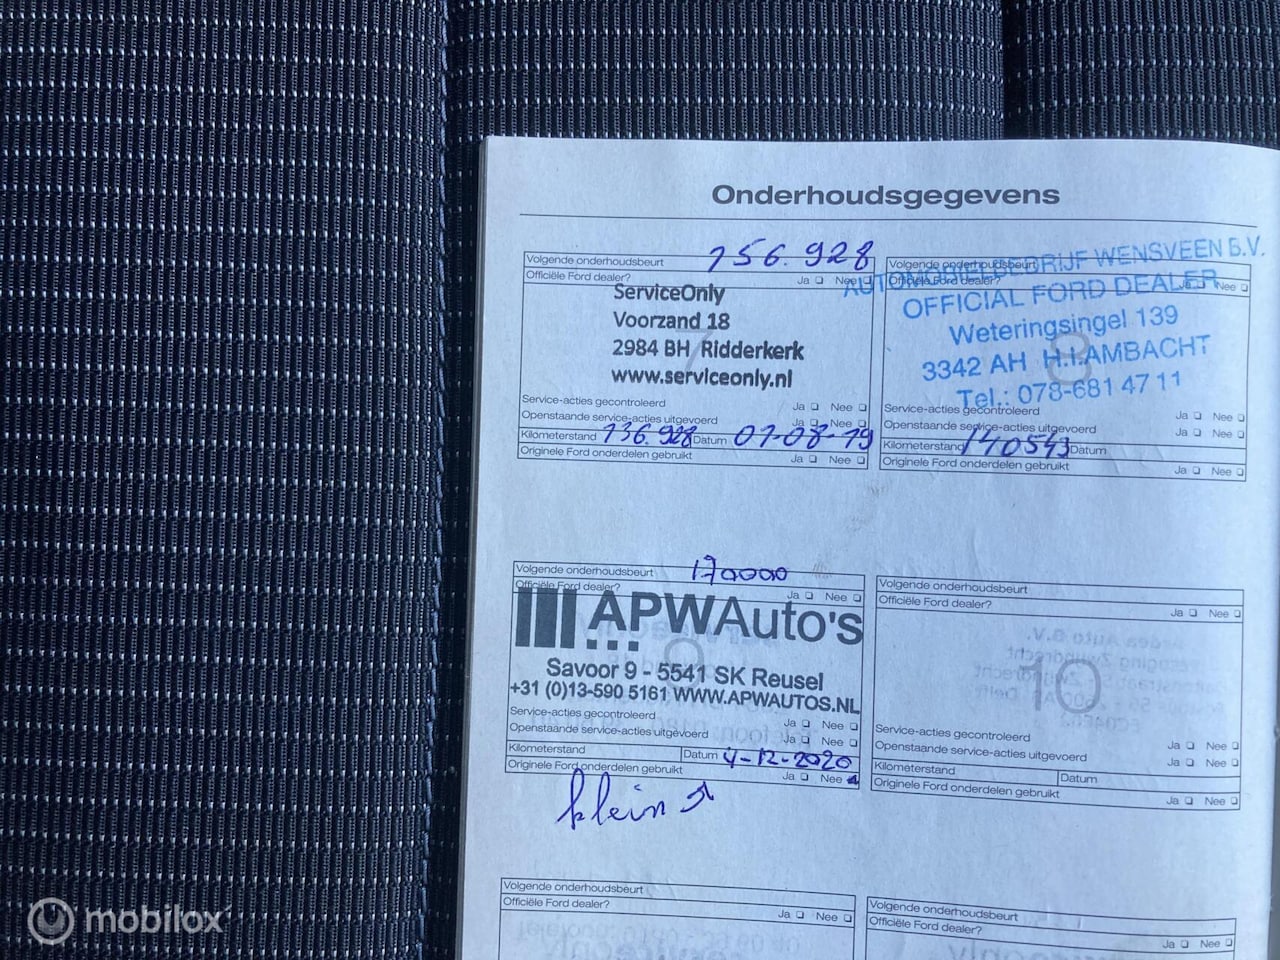 Onderhoudsgegevens
Volgende onderhoudsbeurt 156.928
Officiële Ford dealer? Ja Nee
ServiceOnly
Voorzand 18
2984 BH Ridderkerk
www.serviceonly.nl
7
Service-acties gecontroleerd Ja Nee
Openstaande service-acties uitgevoerd Ja Nee
Kilometerstand 136.928 Datum 01-08-19
Originele Ford onderdelen gebruikt Ja Nee
Volgende onderhoudsbeurt
Officiële Ford dealer? Ja Nee
AUTOMOBIELBEDRIJF WENSVEEN B.V.
OFFICIAL FORD DEALER
Weteringsingel 139
3342 AH H.I.AMBACHT
Tel.: 078-681 47 11
8
Service-acties gecontroleerd Ja Nee
Openstaande service-acties uitgevoerd Ja Nee
Kilometerstand 140543 Datum
Originele Ford onderdelen gebruikt Ja Nee
Volgende onderhoudsbeurt 170000
Officiële Ford dealer? Ja Nee
APWAuto's
Savoor 9 - 5541 SK Reusel
+31 (0)13-590 5161 WWW.APWAUTOS.NL
9
Service-acties gecontroleerd Ja Nee
Openstaande service-acties uitgevoerd Ja Nee
Kilometerstand Datum 4-12-2020
Originele Ford onderdelen gebruikt Ja Nee
klein
Volgende onderhoudsbeurt
Officiële Ford dealer? Ja Nee
10
Service-acties gecontroleerd Ja Nee
Openstaande service-acties uitgevoerd Ja Nee
Kilometerstand Datum
Originele Ford onderdelen gebruikt Ja Nee
Volgende onderhoudsbeurt
Officiële Ford dealer? Ja Nee
Volgende onderhoudsbeurt
Officiële Ford dealer? Ja Nee
mobilox